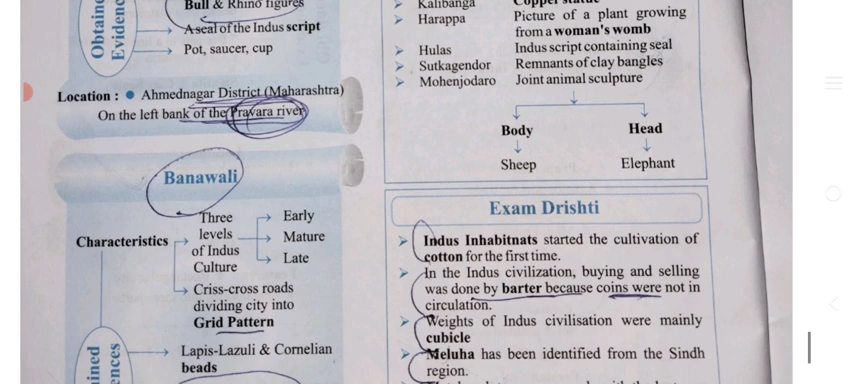 Obtained
Evidenc
Bull & Rhino figures
A seal of the Indus script
Pot, saucer, cup
Location : • Ahmednagar District (Maharashtra)
On the left bank of the Pravara river
Banawali
Characteristics
Three
levels
of Indus
Culture
Early
Mature
Late
Criss-cross roads
dividing city into
Grid Pattern
Lapis-Lazuli & Cornelian
beads
ined
ences
Kalibanga
Copper statue
Harappa
Picture of a plant growing
from a woman's womb
Hulas
Indus script containing seal
Sutkagendor
Remnants of clay bangles
Mohenjodaro
Joint animal sculpture
Body
Head
Sheep
Elephant
Exam Drishti
➢ Indus Inhabitnats started the cultivation of
cotton for the first time.
➢ In the Indus civilization, buying and selling
was done by barter because coins were not in
circulation.
➢ Weights of Indus civilisation were mainly
cubicle
➢ Meluha has been identified from the Sindh
region.